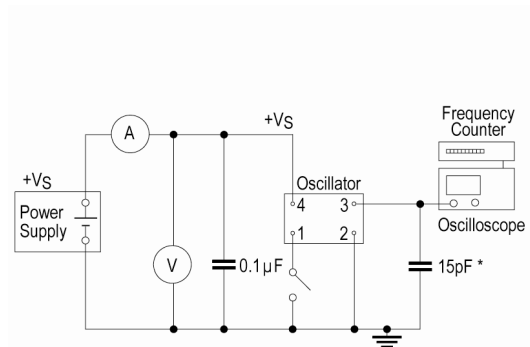 Frequency
Counter
+VS
A
+VS
Power
Supply
Oscillator
4 3
1 2
Oscilloscope
V
0.1µF
15pF *